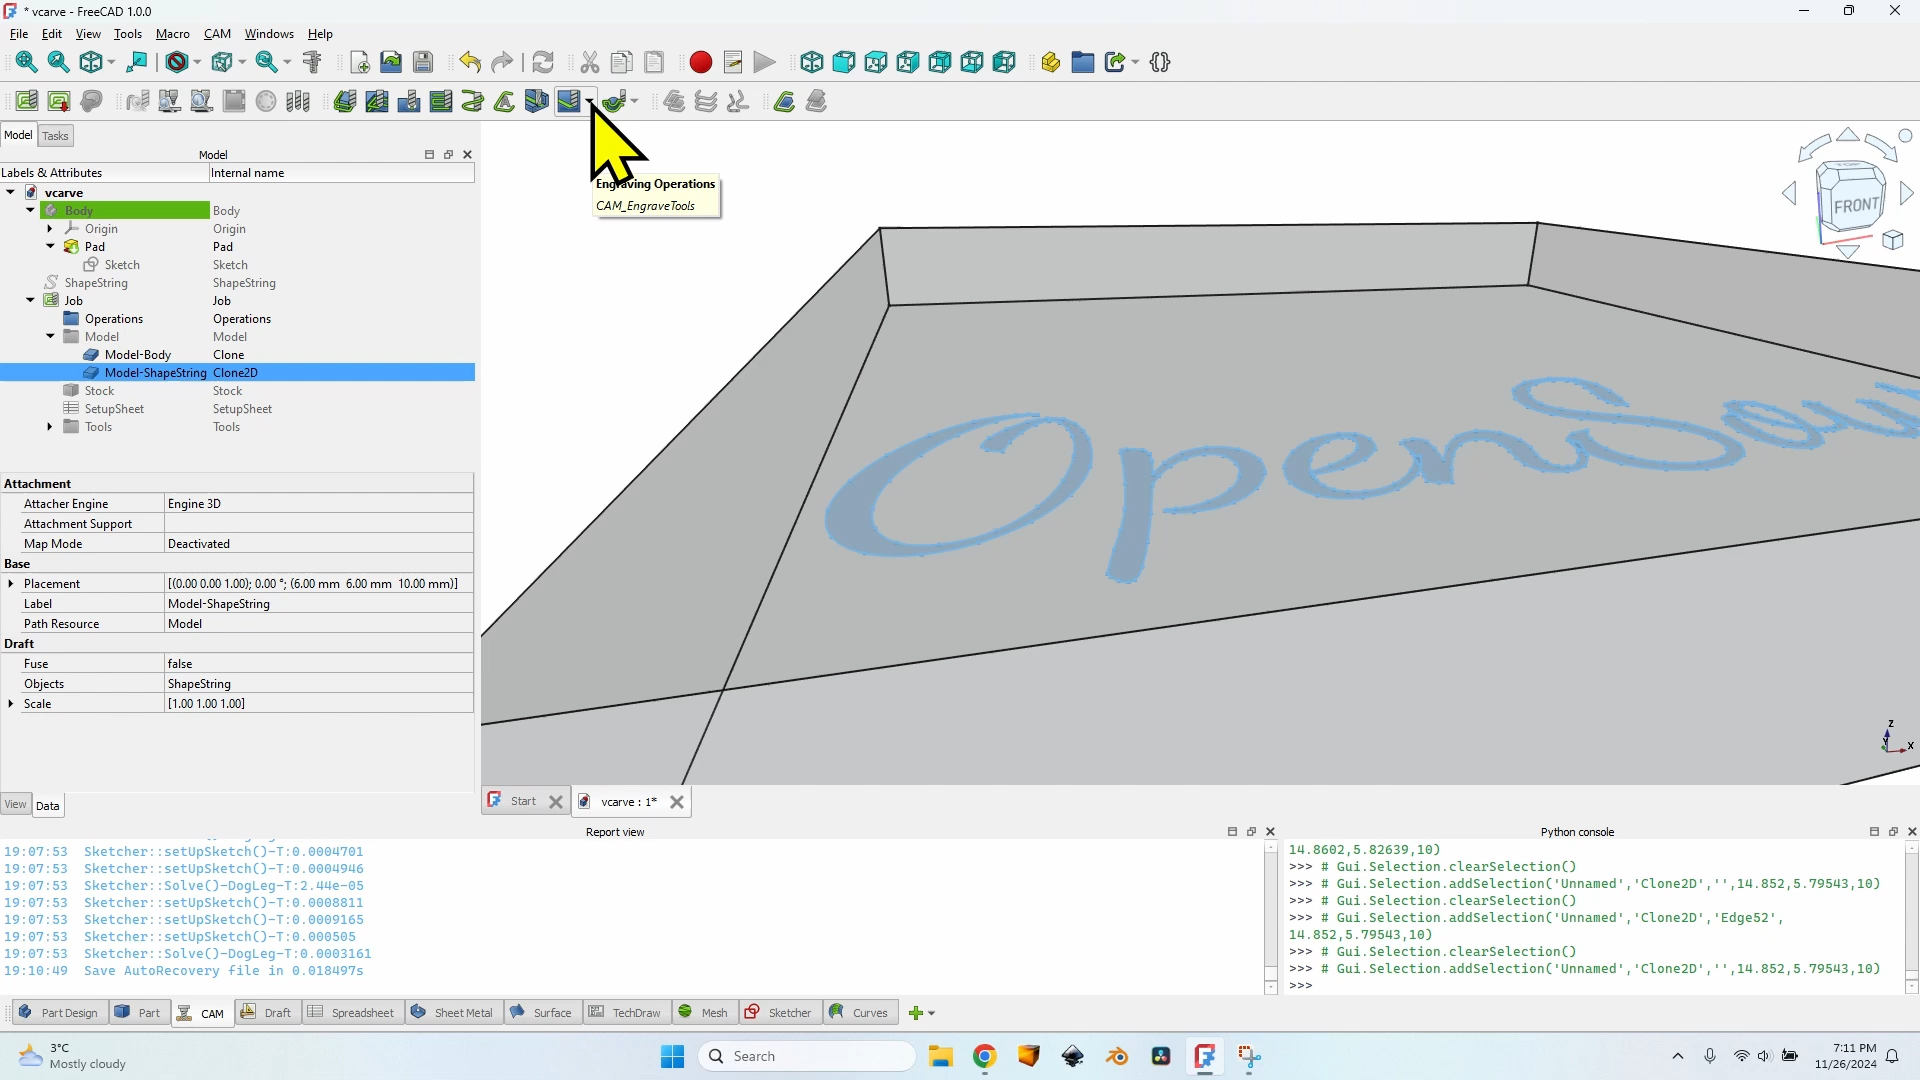 * vcarve - FreeCAD 1.0.0
File Edit View Tools Macro CAM Windows Help
Model Tasks
Model
Labels & Attributes Internal name
vcarve
Body Body
Origin Origin
Pad Pad
Sketch Sketch
ShapeString ShapeString
Job Job
Operations Operations
Model Model
Model-Body Clone
Model-ShapeString Clone2D
Stock Stock
SetupSheet SetupSheet
Tools Tools
Attachment
Attacher Engine Engine 3D
Attachment Support
Map Mode Deactivated
Base
Placement [(0.00 0.00 1.00); 0.00 °; (6.00 mm 6.00 mm 10.00 mm)]
Label Model-ShapeString
Path Resource Model
Draft
Fuse false
Objects ShapeString
Scale [1.00 1.00 1.00]
View Data
Engraving Operations
CAM_EngraveTools
TOP
FRONT
OpenSou
Z
Y
X
Start
vcarve : 1*
Report view
19:07:53 Sketcher::setUpSketch()-T:0.0004701
19:07:53 Sketcher::setUpSketch()-T:0.0004946
19:07:53 Sketcher::Solve()-DogLeg-T:2.44e-05
19:07:53 Sketcher::setUpSketch()-T:0.0008811
19:07:53 Sketcher::setUpSketch()-T:0.0009165
19:07:53 Sketcher::setUpSketch()-T:0.000505
19:07:53 Sketcher::Solve()-DogLeg-T:0.0003161
19:10:49 Save AutoRecovery file in 0.018497s
Python console
14.8602,5.82639,10)
>>> # Gui.Selection.clearSelection()
>>> # Gui.Selection.addSelection('Unnamed','Clone2D','',14.852,5.79543,10)
>>> # Gui.Selection.clearSelection()
>>> # Gui.Selection.addSelection('Unnamed','Clone2D','Edge52',
14.852,5.79543,10)
>>> # Gui.Selection.clearSelection()
>>> # Gui.Selection.addSelection('Unnamed','Clone2D','',14.852,5.79543,10)
>>>
Part Design Part CAM Draft Spreadsheet Sheet Metal Surface TechDraw Mesh Sketcher Curves
3°C
Mostly cloudy
Search
7:11 PM
11/26/2024